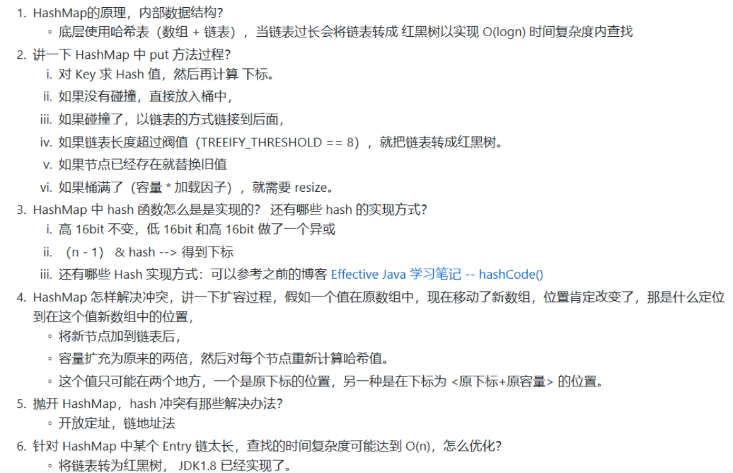 1. HashMap的原理，内部数据结构？
◦ 底层使用哈希表（数组 + 链表），当链表过长会将链表转成 红黑树以实现 O(logn) 时间复杂度内查找
2. 讲一下 HashMap 中 put 方法过程？
i. 对 Key 求 Hash 值，然后再计算 下标。
ii. 如果没有碰撞，直接放入桶中，
iii. 如果碰撞了，以链表的方式链接到后面，
iv. 如果链表长度超过阀值（TREEIFY_THRESHOLD == 8），就把链表转成红黑树。
v. 如果节点已经存在就替换旧值
vi. 如果桶满了（容量 * 加载因子），就需要 resize。
3. HashMap 中 hash 函数怎么是是实现的？ 还有哪些 hash 的实现方式？
i. 高 16bit 不变，低 16bit 和高 16bit 做了一个异或
ii. （n - 1） & hash --> 得到下标
iii. 还有哪些 Hash 实现方式：可以参考之前的博客 Effective Java 学习笔记 -- hashCode()
4. HashMap 怎样解决冲突，讲一下扩容过程，假如一个值在原数组中，现在移动了新数组，位置肯定改变了，那是什么定位
到在这个值新数组中的位置，
◦ 将新节点加到链表后，
◦ 容量扩充为原来的两倍，然后对每个节点重新计算哈希值。
◦ 这个值只可能在两个地方，一个是原下标的位置，另一种是在下标为 <原下标+原容量> 的位置。
5. 抛开 HashMap，hash 冲突有那些解决办法？
◦ 开放定址，链地址法
6. 针对 HashMap 中某个 Entry 链太长，查找的时间复杂度可能达到 O(n)，怎么优化？
◦ 将链表转为红黑树， JDK1.8 已经实现了。